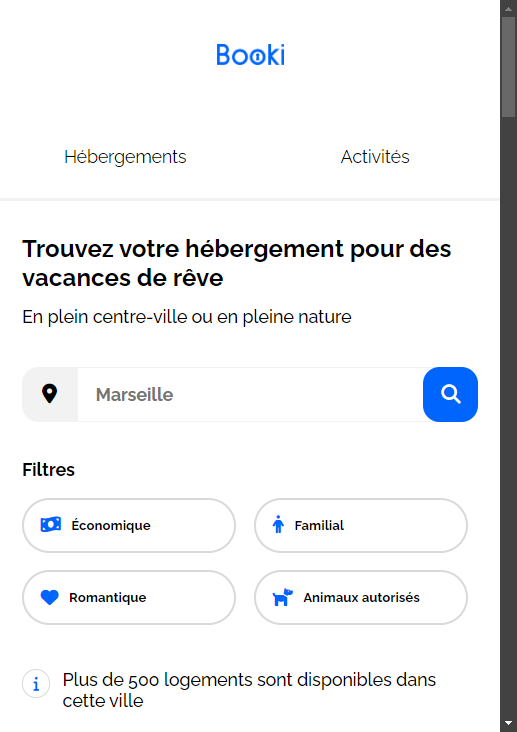 Booki
Hébergements
Activités
Trouvez votre hébergement pour des
vacances de rêve
En plein centre-ville ou en pleine nature
Marseille
Filtres
Économique
Familial
Romantique
Animaux autorisés
Plus de 500 logements sont disponibles dans
cette ville